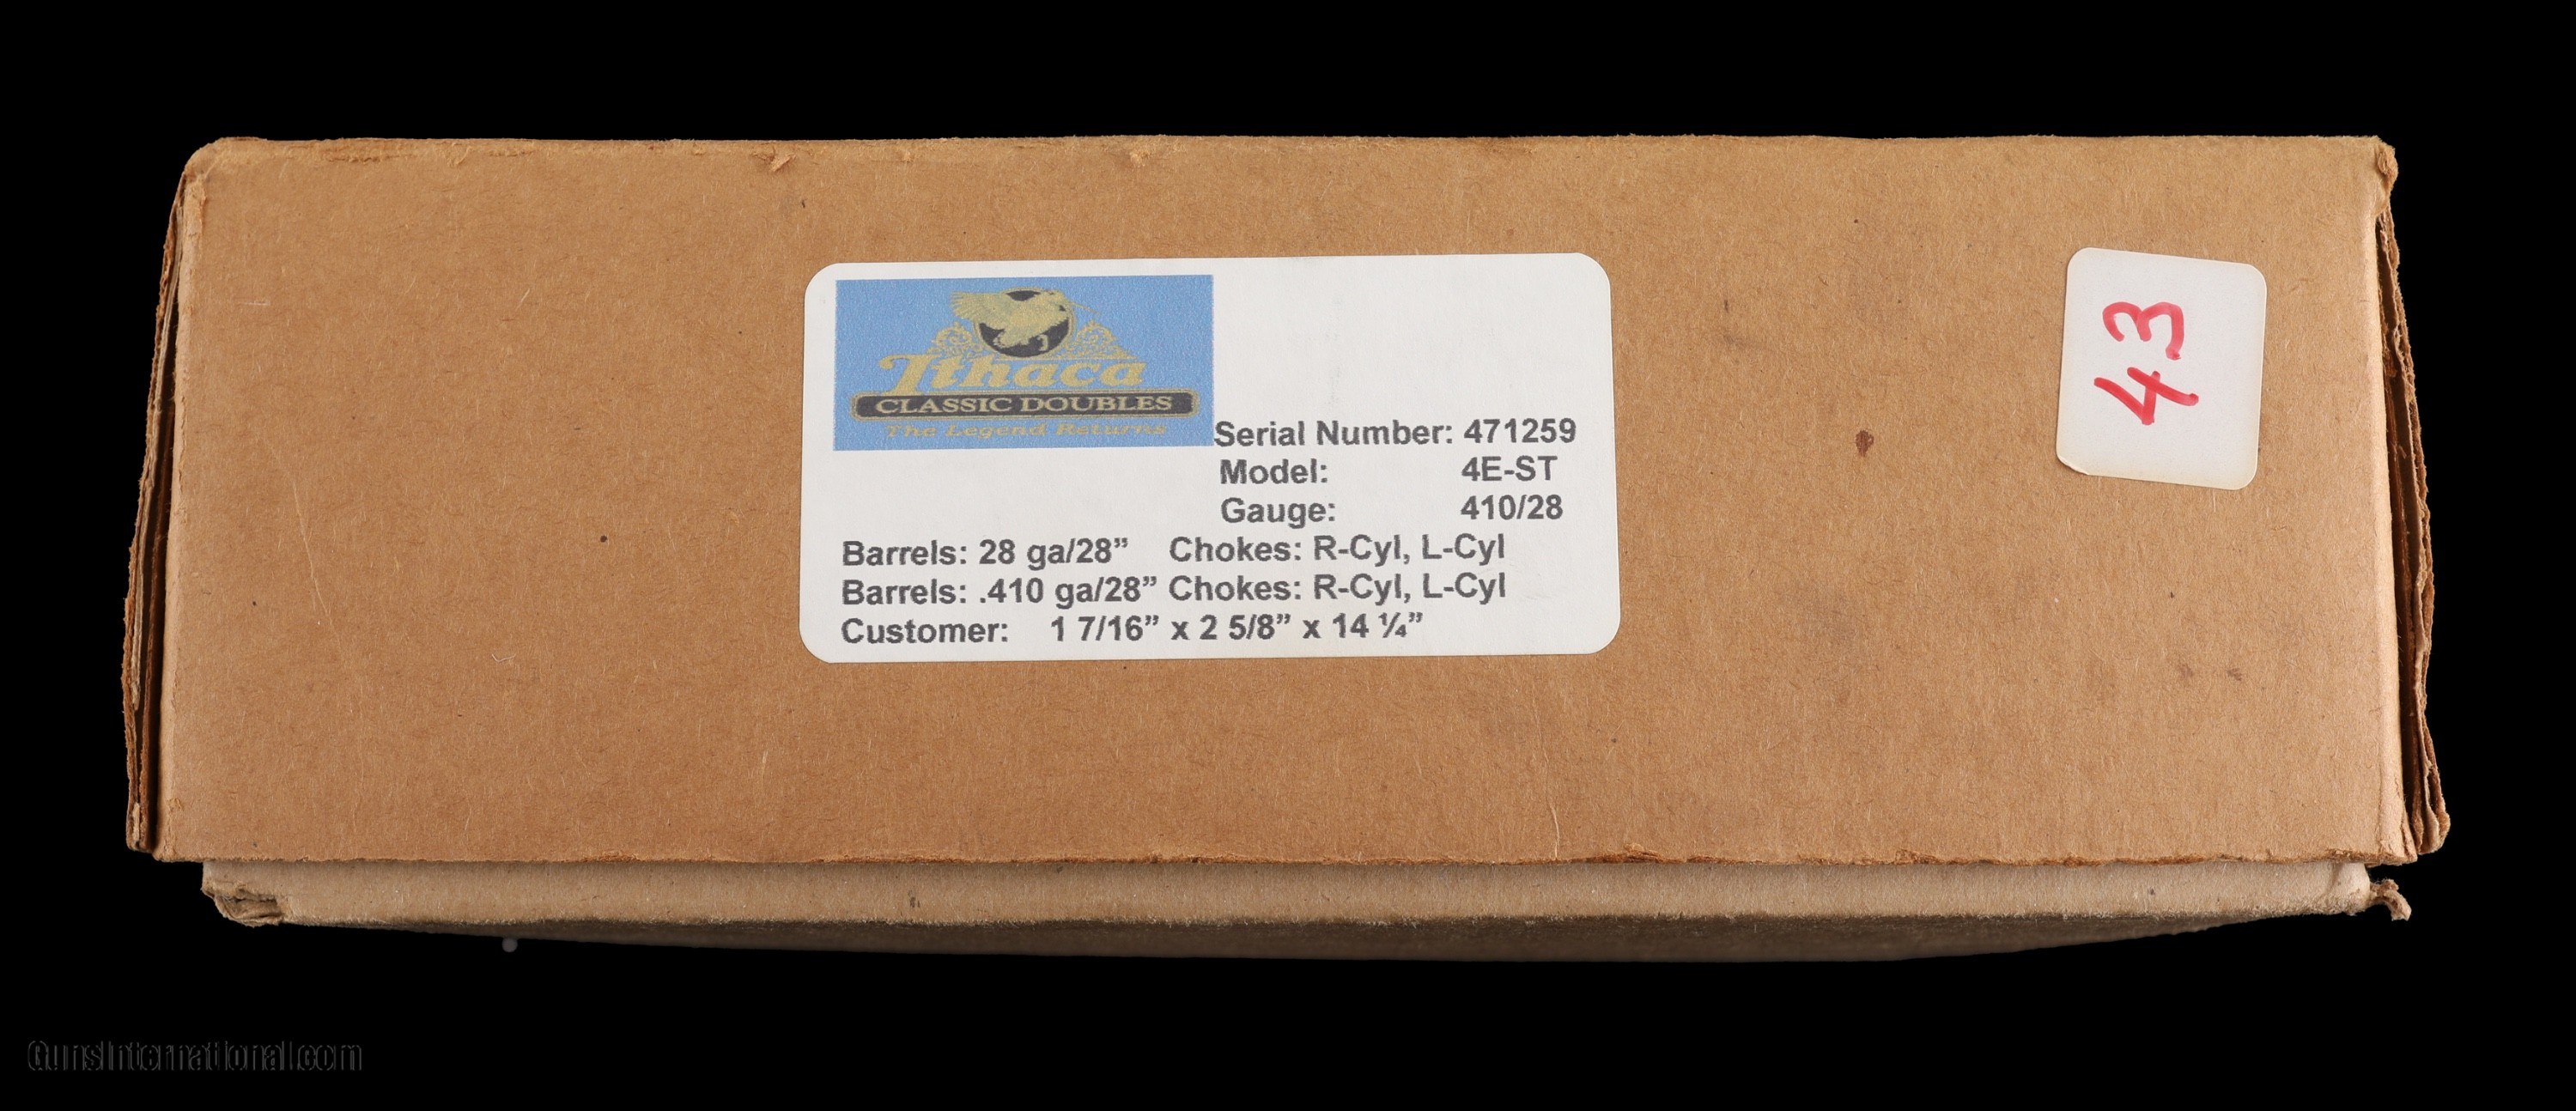 Ithaca
CLASSIC DOUBLES
The Legend Returns
Serial Number: 471259
Model: 4E-ST
Gauge: 410/28
Barrels: 28 ga/28” Chokes: R-Cyl, L-Cyl
Barrels: .410 ga/28” Chokes: R-Cyl, L-Cyl
Customer: 1 7/16” x 2 5/8” x 14 ¼”
43
GunsInternational.com